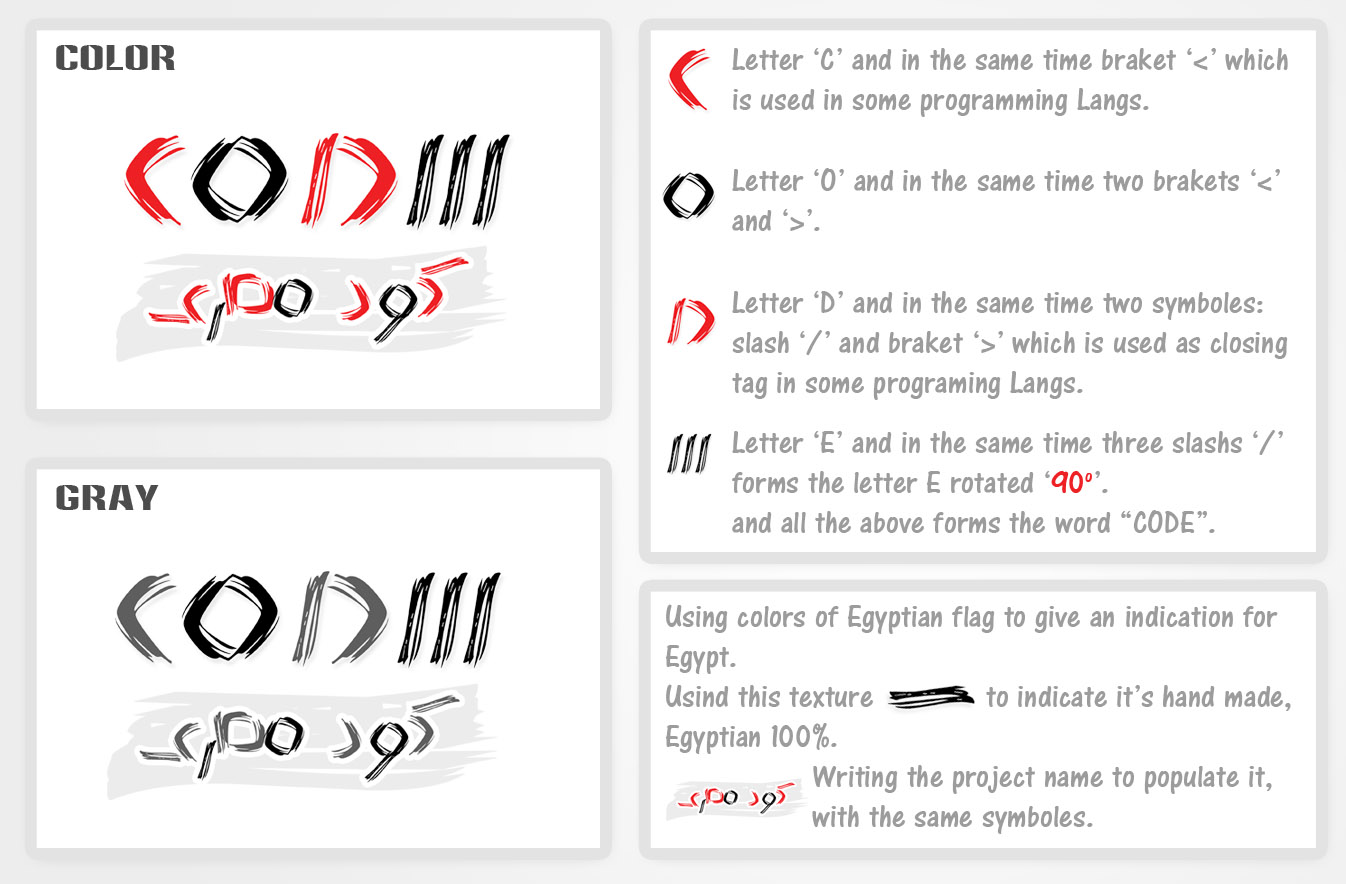 COLOR
CODE
كود مصرى
GRAY
CODE
كود مصرى
Letter ‘C’ and in the same time braket ‘<’ which
is used in some programming Langs.
Letter ‘O’ and in the same time two brakets ‘<’
and ‘>’.
Letter ‘D’ and in the same time two symboles:
slash ‘/’ and braket ‘>’ which is used as closing
tag in some programing Langs.
Letter ‘E’ and in the same time three slashs ‘/’
forms the letter E rotated ‘90°’.
and all the above forms the word “CODE”.
Using colors of Egyptian flag to give an indication for
Egypt.
Usind this texture to indicate it’s hand made,
Egyptian 100%.
كود مصرى
Writing the project name to populate it,
with the same symboles.